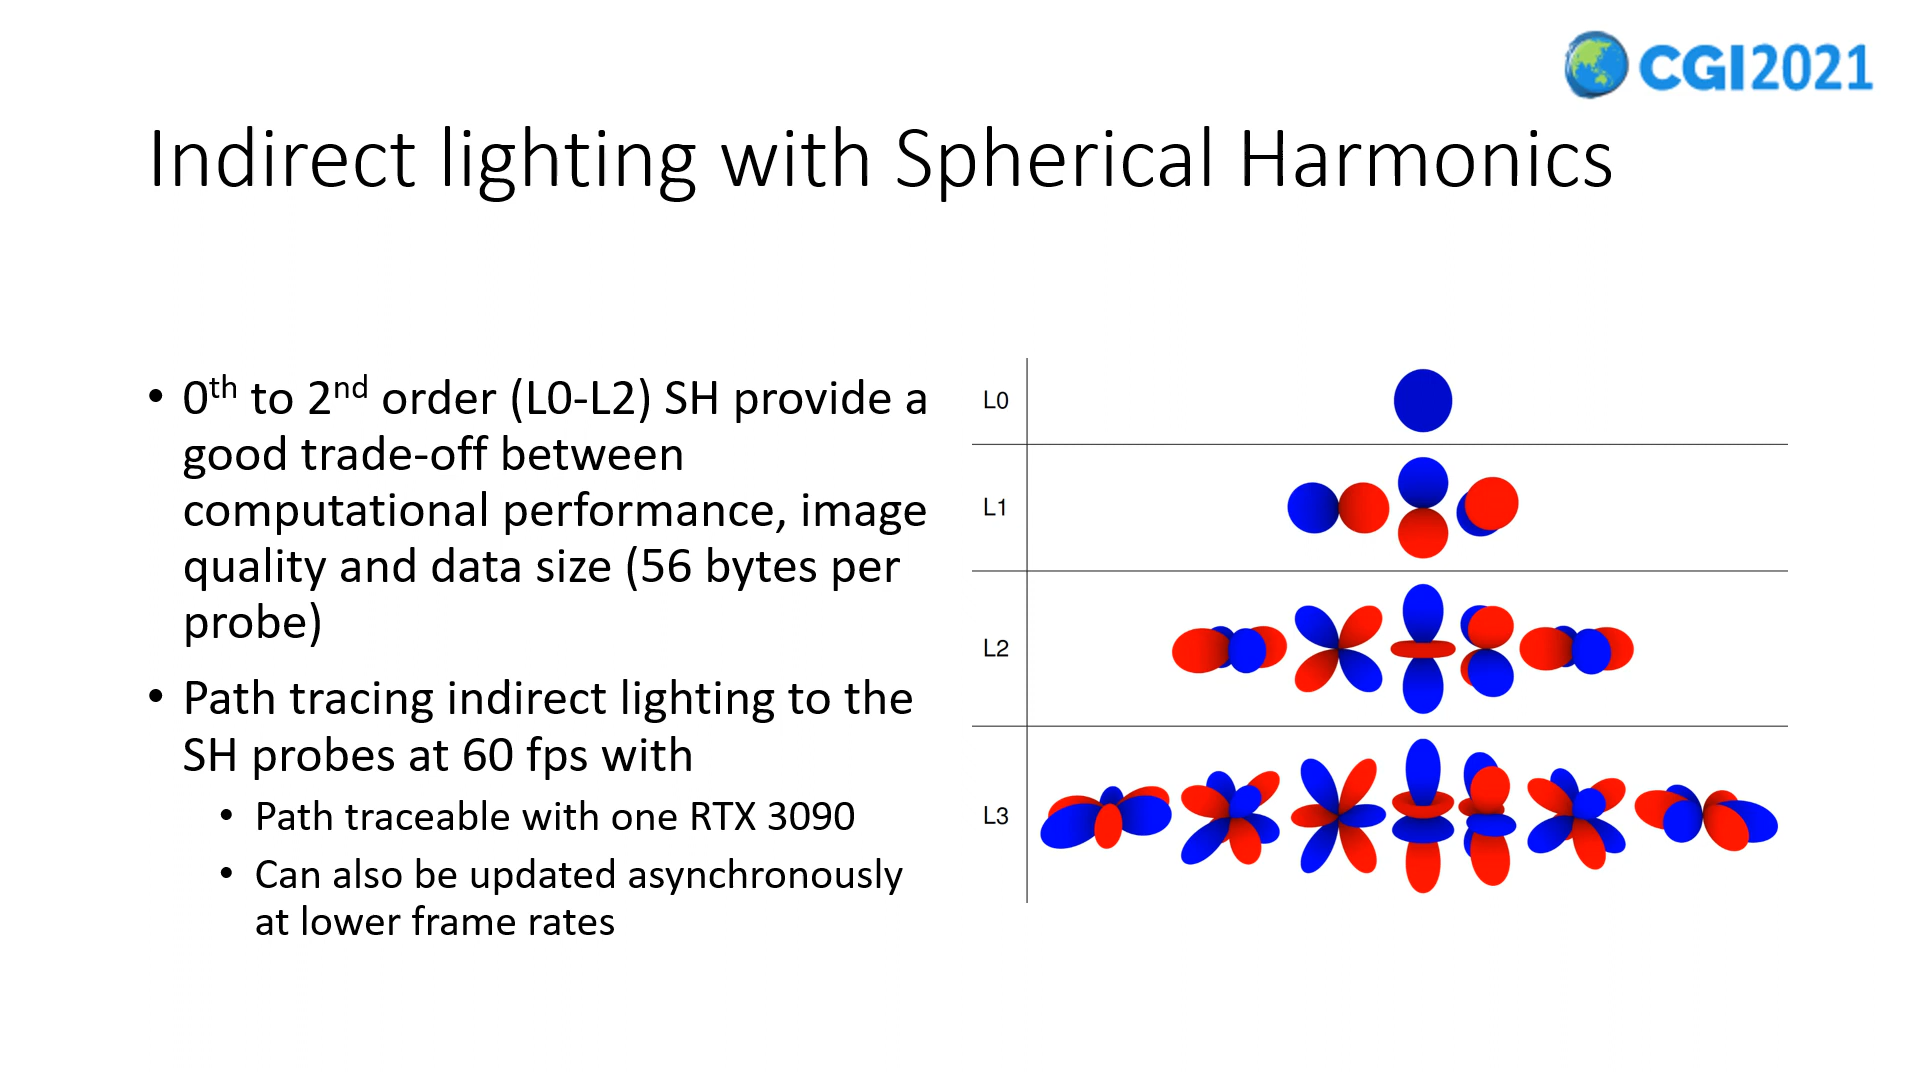 CGI2021
Indirect lighting with Spherical Harmonics
• 0th to 2nd order (L0-L2) SH provide a
good trade-off between
computational performance, image
quality and data size (56 bytes per
probe)
• Path tracing indirect lighting to the
SH probes at 60 fps with
• Path traceable with one RTX 3090
• Can also be updated asynchronously
at lower frame rates
L0
L1
L2
L3